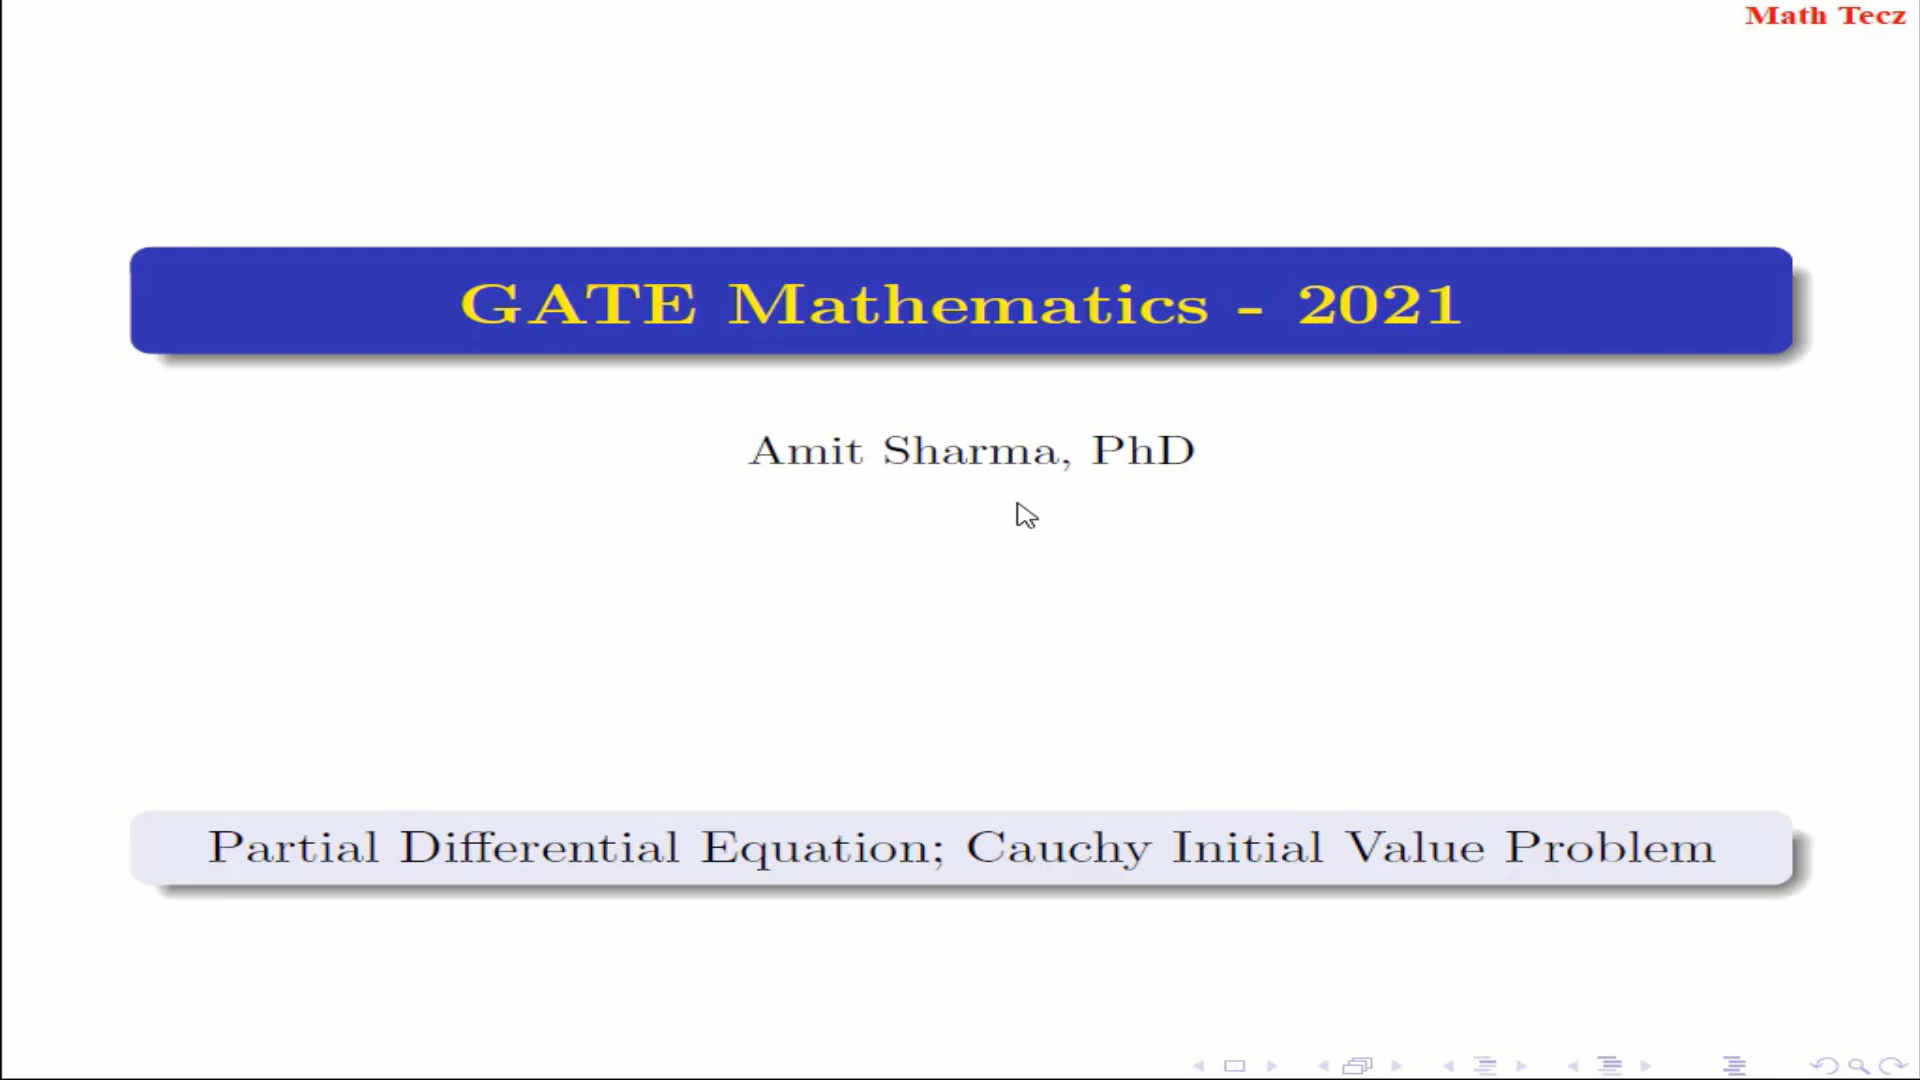 Math Tecz
GATE Mathematics - 2021
Amit Sharma, PhD
Partial Differential Equation; Cauchy Initial Value Problem